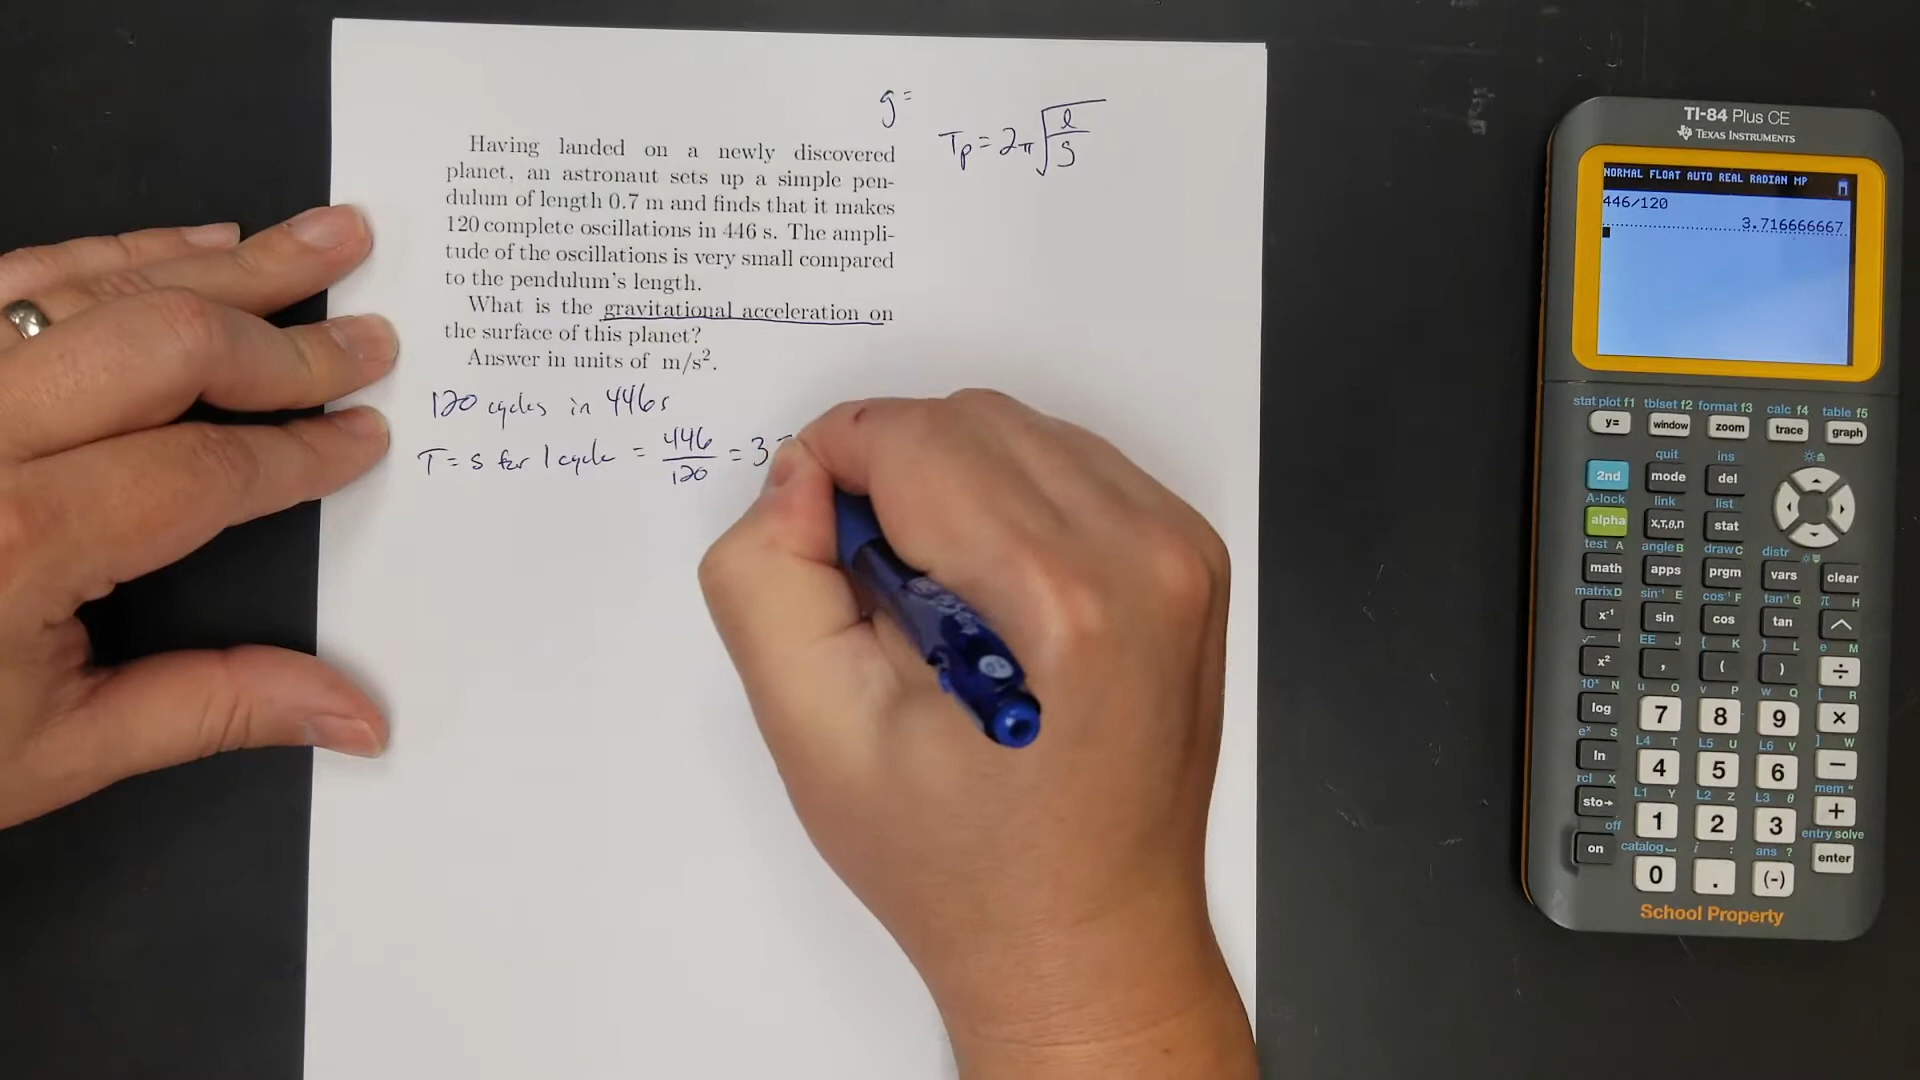 g =
T_p = 2π√(l/g)
Having landed on a newly discovered
planet, an astronaut sets up a simple pen-
dulum of length 0.7 m and finds that it makes
120 complete oscillations in 446 s. The ampli-
tude of the oscillations is very small compared
to the pendulum's length.
What is the gravitational acceleration on
the surface of this planet?
Answer in units of m/s².
120 cycles in 446s
T = s for 1 cycle = 446/120 = 3
TI-84 Plus CE
TEXAS INSTRUMENTS
NORMAL FLOAT AUTO REAL RADIAN MP
446/120
3.716666667
stat plot f1 tblset f2 format f3 calc f4 table f5
y= window zoom trace graph
quit ins
2nd mode del
A-lock link list
alpha X,T,θ,n stat
test A angle B draw C distr
math apps prgm vars clear
matrix D sin⁻¹ E cos⁻¹ F tan⁻¹ G π H
x⁻¹ sin cos tan ^
√ I EE J { K } L e M
x² , ( ) ÷
10ˣ N u O v P w Q [ R
log 7 8 9 ×
eˣ S L4 T L5 U L6 V ] W
ln 4 5 6 −
rcl X L1 Y L2 Z L3 θ mem "
sto→ 1 2 3 +
off catalog i : ans ? entry solve
on 0 . (-) enter
School Property